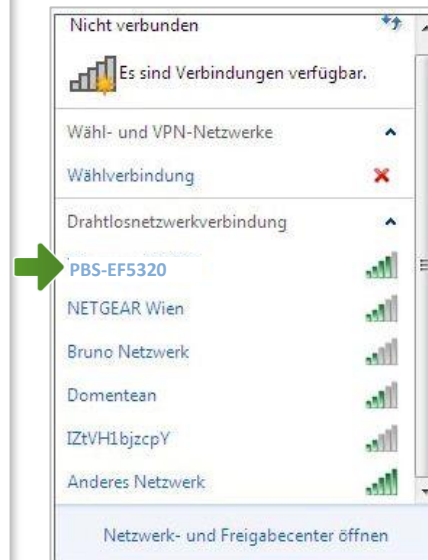 Nicht verbunden
Es sind Verbindungen verfügbar.
Wähl- und VPN-Netzwerke
Wählverbindung
Drahtlosnetzwerkverbindung
PBS-EF5320
NETGEAR Wien
Bruno Netzwerk
Domentean
IZtVH1bjzcpY
Anderes Netzwerk
Netzwerk- und Freigabecenter öffnen